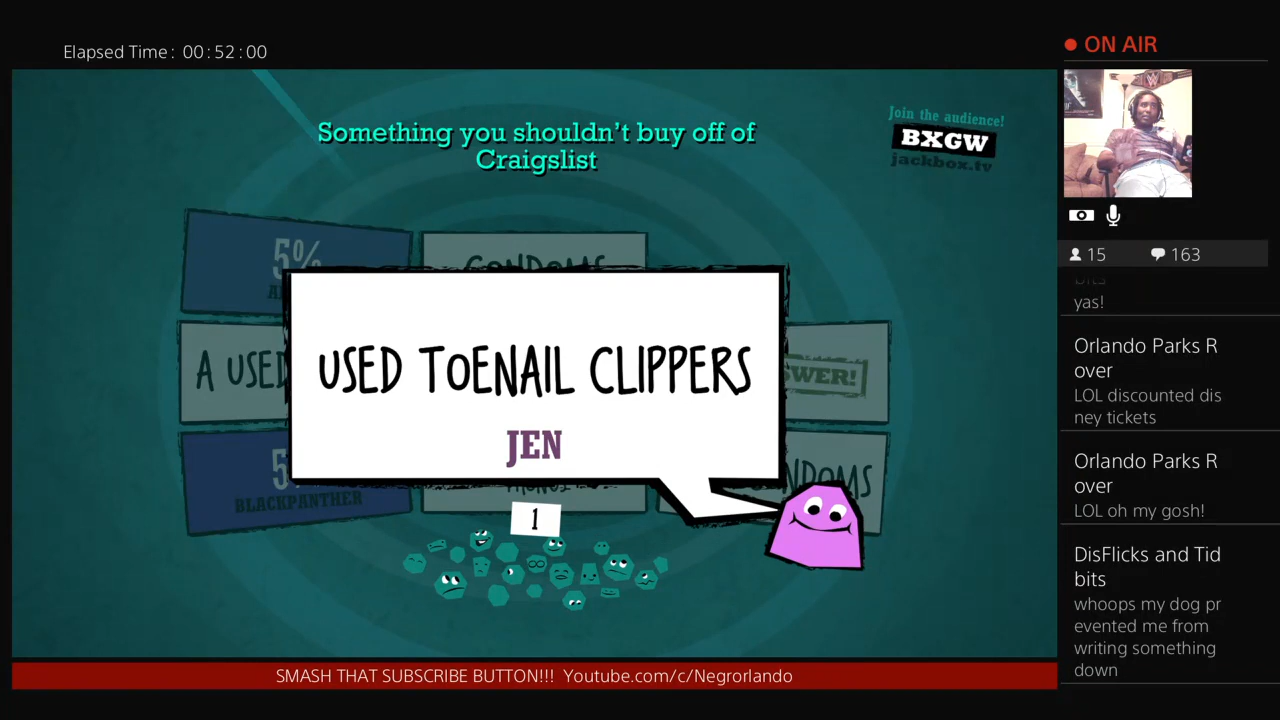 Elapsed Time: 00:52:00
ON AIR
Something you shouldn't buy off of
Craigslist
Join the audience!
BXGW
jackbox.tv
5%
CONDOMS
A USED
USED TOENAIL CLIPPERS
JEN
BLACKPANTHER
1
15
163
yas!
Orlando Parks R
over
LOL discounted dis
ney tickets
Orlando Parks R
over
LOL oh my gosh!
DisFlicks and Tid
bits
whoops my dog pr
evented me from
writing something
down
SMASH THAT SUBSCRIBE BUTTON!!! Youtube.com/c/Negrorlando